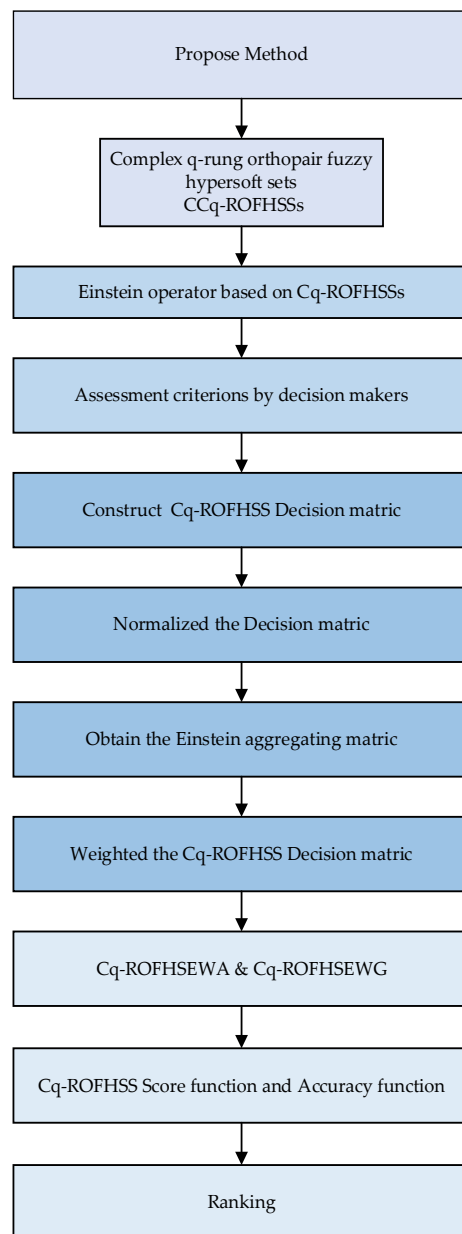 Propose Method
Complex q-rung orthopair fuzzy
hypersoft sets
CCq-ROFHSSs
Einstein operator based on Cq-ROFHSSs
Assessment criterions by decision makers
Construct Cq-ROFHSS Decision matric
Normalized the Decision matric
Obtain the Einstein aggregating matric
Weighted the Cq-ROFHSS Decision matric
Cq-ROFHSEWA & Cq-ROFHSEWG
Cq-ROFHSS Score function and Accuracy function
Ranking